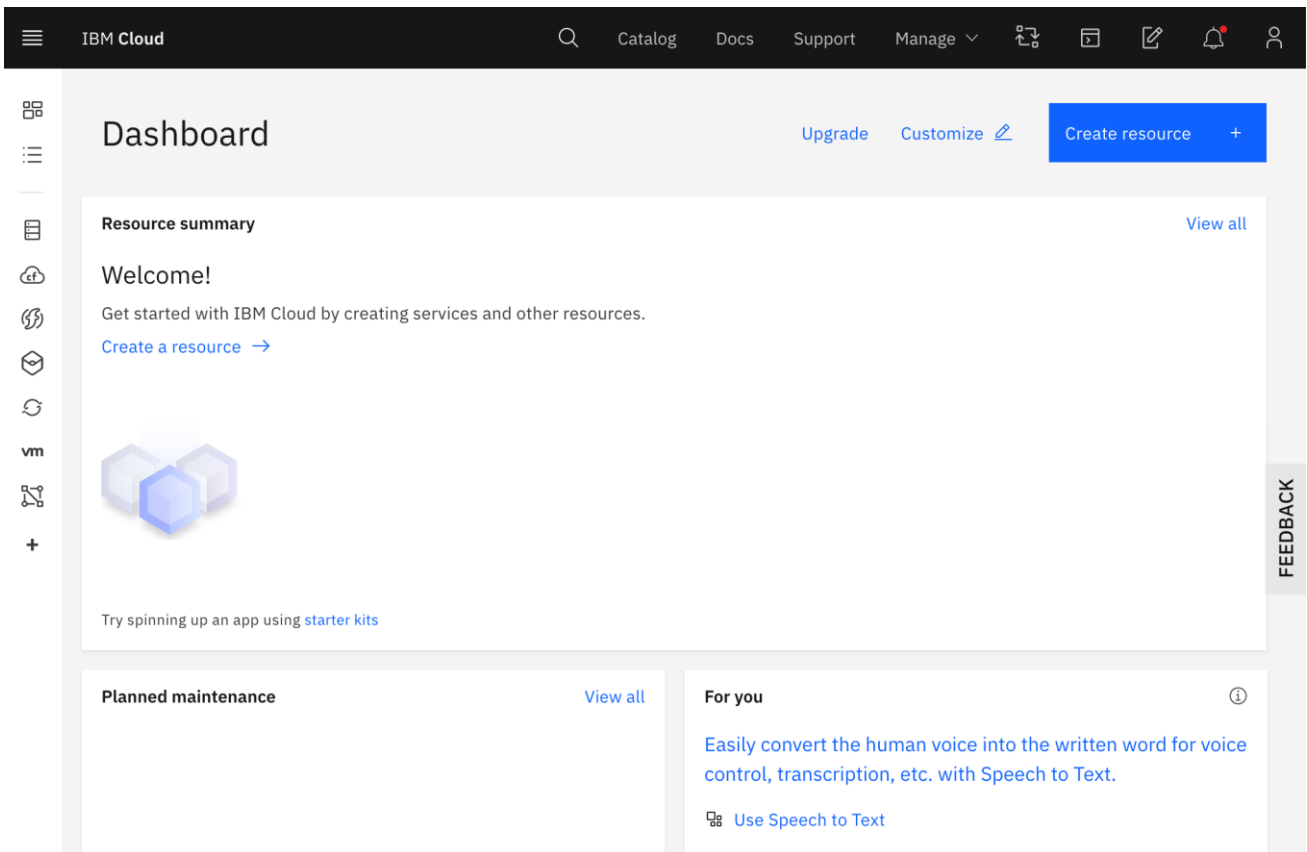 IBM Cloud
Catalog
Docs
Support
Manage
Dashboard
Upgrade
Customize
Create resource +
Resource summary
View all
Welcome!
Get started with IBM Cloud by creating services and other resources.
Create a resource →
cf
vm
+
FEEDBACK
Try spinning up an app using starter kits
Planned maintenance
View all
For you
Easily convert the human voice into the written word for voice
control, transcription, etc. with Speech to Text.
Use Speech to Text